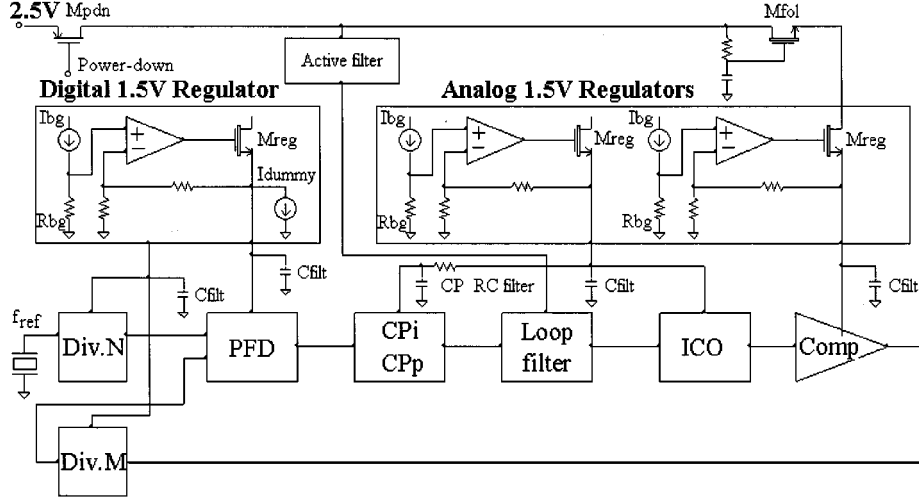 2.5V Mpdn
Mfol
Active filter
Power-down
Digital 1.5V Regulator
Analog 1.5V Regulators
Ibg
+
−
Mreg
Idummy
Rbg
Ibg
+
−
Mreg
Rbg
Ibg
+
−
Mreg
Rbg
Cfilt
Cfilt
CP RC filter
Cfilt
Cfilt
fref
Div.N
PFD
CPi
CPp
Loop
filter
ICO
Comp
Div.M